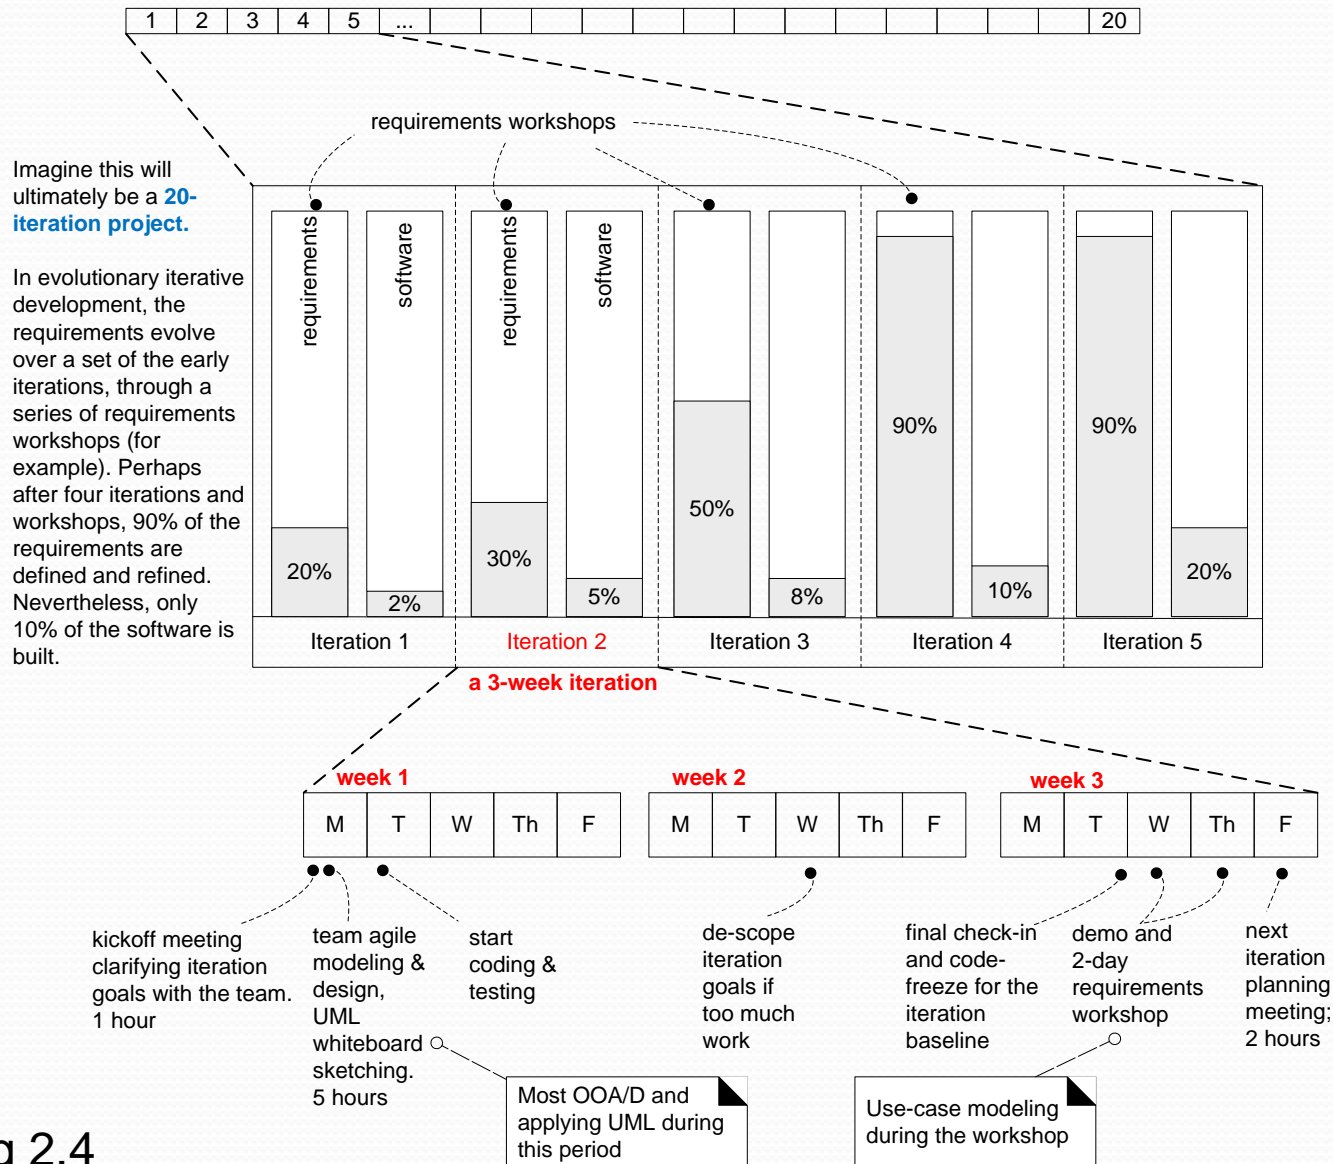 1 2 3 4 5 ... 20
requirements workshops
Imagine this will
ultimately be a 20-
iteration project.
In evolutionary iterative
development, the
requirements evolve
over a set of the early
iterations, through a
series of requirements
workshops (for
example). Perhaps
after four iterations and
workshops, 90% of the
requirements are
defined and refined.
Nevertheless, only
10% of the software is
built.
requirements
software
requirements
software
20%
2%
30%
5%
50%
8%
90%
10%
90%
20%
Iteration 1
Iteration 2
Iteration 3
Iteration 4
Iteration 5
a 3-week iteration
week 1
week 2
week 3
M T W Th F
M T W Th F
M T W Th F
kickoff meeting
clarifying iteration
goals with the team.
1 hour
team agile
modeling &
design,
UML
whiteboard
sketching.
5 hours
start
coding &
testing
de-scope
iteration
goals if
too much
work
final check-in
and code-
freeze for the
iteration
baseline
demo and
2-day
requirements
workshop
next
iteration
planning
meeting;
2 hours
Most OOA/D and
applying UML during
this period
Use-case modeling
during the workshop
g 2.4